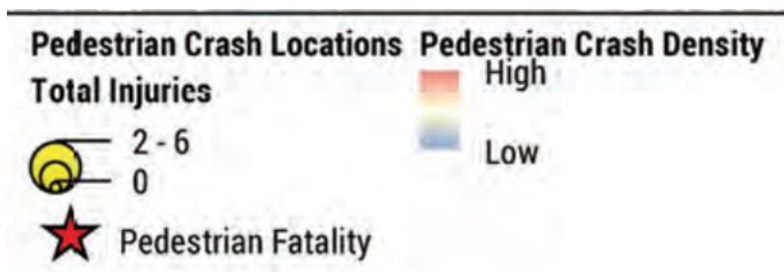 Pedestrian Crash Locations Pedestrian Crash Density
Total Injuries
High
2 - 6
0
Low
Pedestrian Fatality